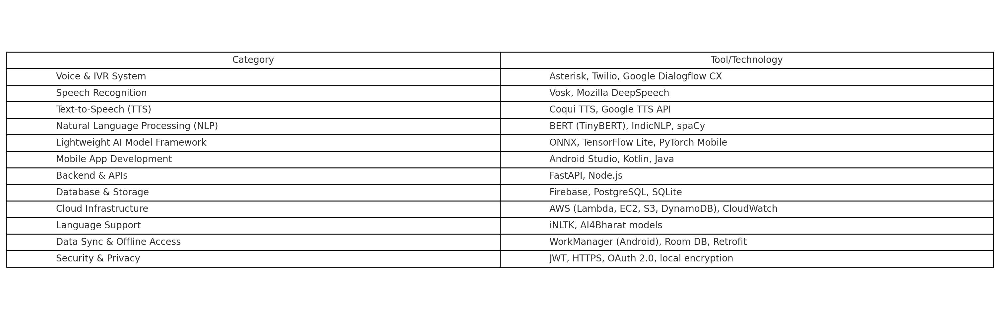 Category Tool/Technology
Voice & IVR System Asterisk, Twilio, Google Dialogflow CX
Speech Recognition Vosk, Mozilla DeepSpeech
Text-to-Speech (TTS) Coqui TTS, Google TTS API
Natural Language Processing (NLP) BERT (TinyBERT), IndicNLP, spaCy
Lightweight AI Model Framework ONNX, TensorFlow Lite, PyTorch Mobile
Mobile App Development Android Studio, Kotlin, Java
Backend & APIs FastAPI, Node.js
Database & Storage Firebase, PostgreSQL, SQLite
Cloud Infrastructure AWS (Lambda, EC2, S3, DynamoDB), CloudWatch
Language Support iNLTK, AI4Bharat models
Data Sync & Offline Access WorkManager (Android), Room DB, Retrofit
Security & Privacy JWT, HTTPS, OAuth 2.0, local encryption